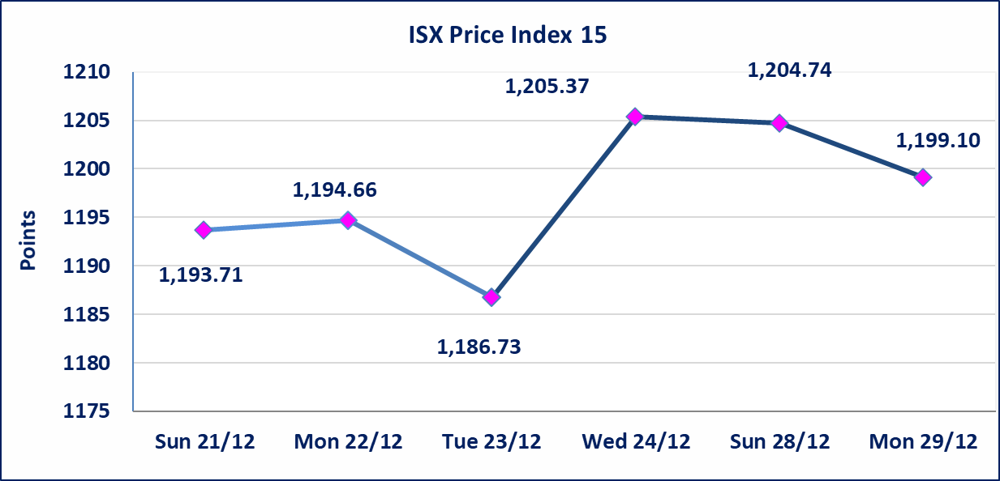 ISX Price Index 15
1210
1205
1200
1195
1190
1185
1180
1175
Points
1,193.71
1,194.66
1,186.73
1,205.37
1,204.74
1,199.10
Sun 21/12
Mon 22/12
Tue 23/12
Wed 24/12
Sun 28/12
Mon 29/12